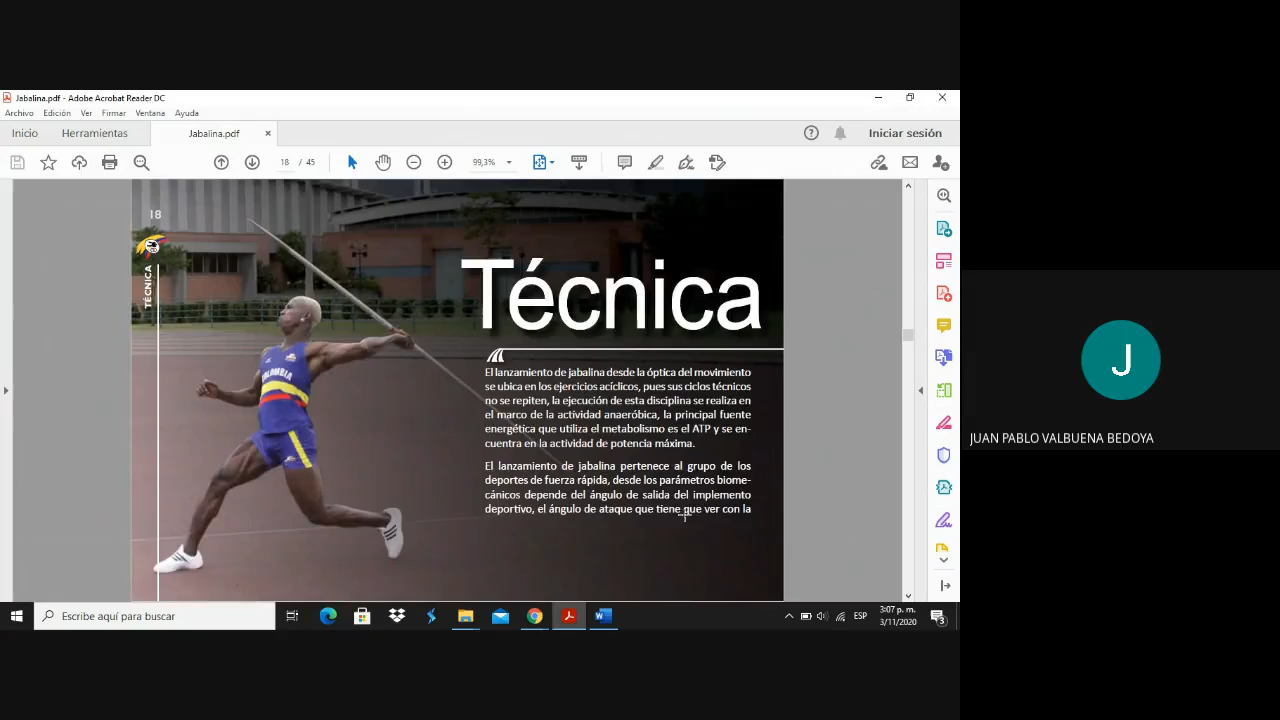 Jabalina.pdf - Adobe Acrobat Reader DC
Archivo Edición Ver Firmar Ventana Ayuda
Inicio Herramientas Jabalina.pdf × Iniciar sesión
18 / 45 99,3%
18
TÉCNICA
COLOMBIA
Técnica
El lanzamiento de jabalina desde la óptica del movimiento
se ubica en los ejercicios acíclicos, pues sus ciclos técnicos
no se repiten, la ejecución de esta disciplina se realiza en
el marco de la actividad anaeróbica, la principal fuente
energética que utiliza el metabolismo es el ATP y se en-
cuentra en la actividad de potencia máxima.
El lanzamiento de jabalina pertenece al grupo de los
deportes de fuerza rápida, desde los parámetros biome-
cánicos depende del ángulo de salida del implemento
deportivo, el ángulo de ataque que tiene que ver con la
J
JUAN PABLO VALBUENA BEDOYA
Escribe aquí para buscar
ESP
3:07 p. m.
3/11/2020
3